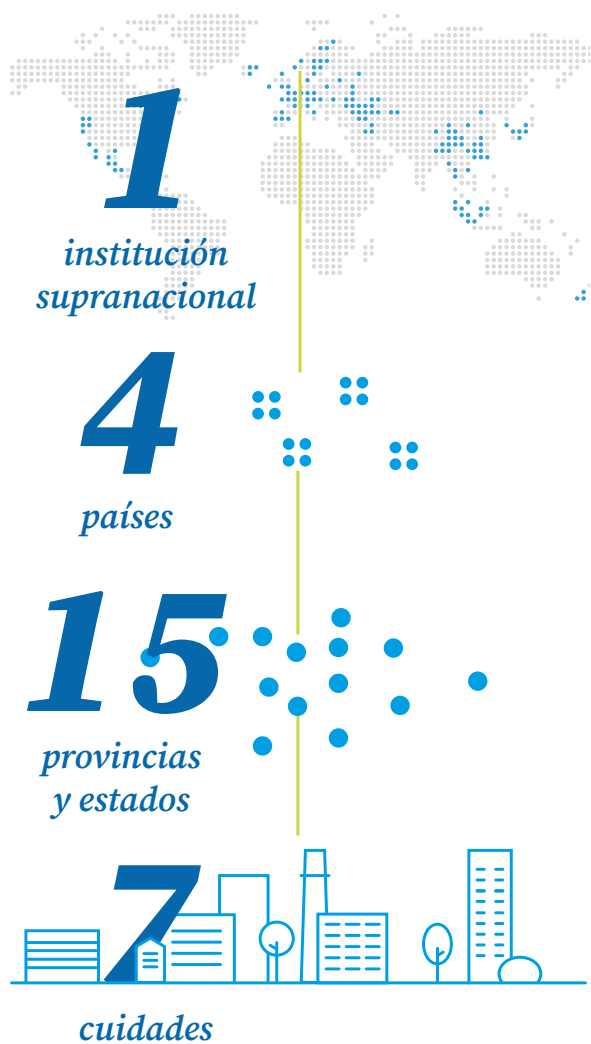 1
institución
supranacional
4
países
15
provincias
y estados
7
cuidades